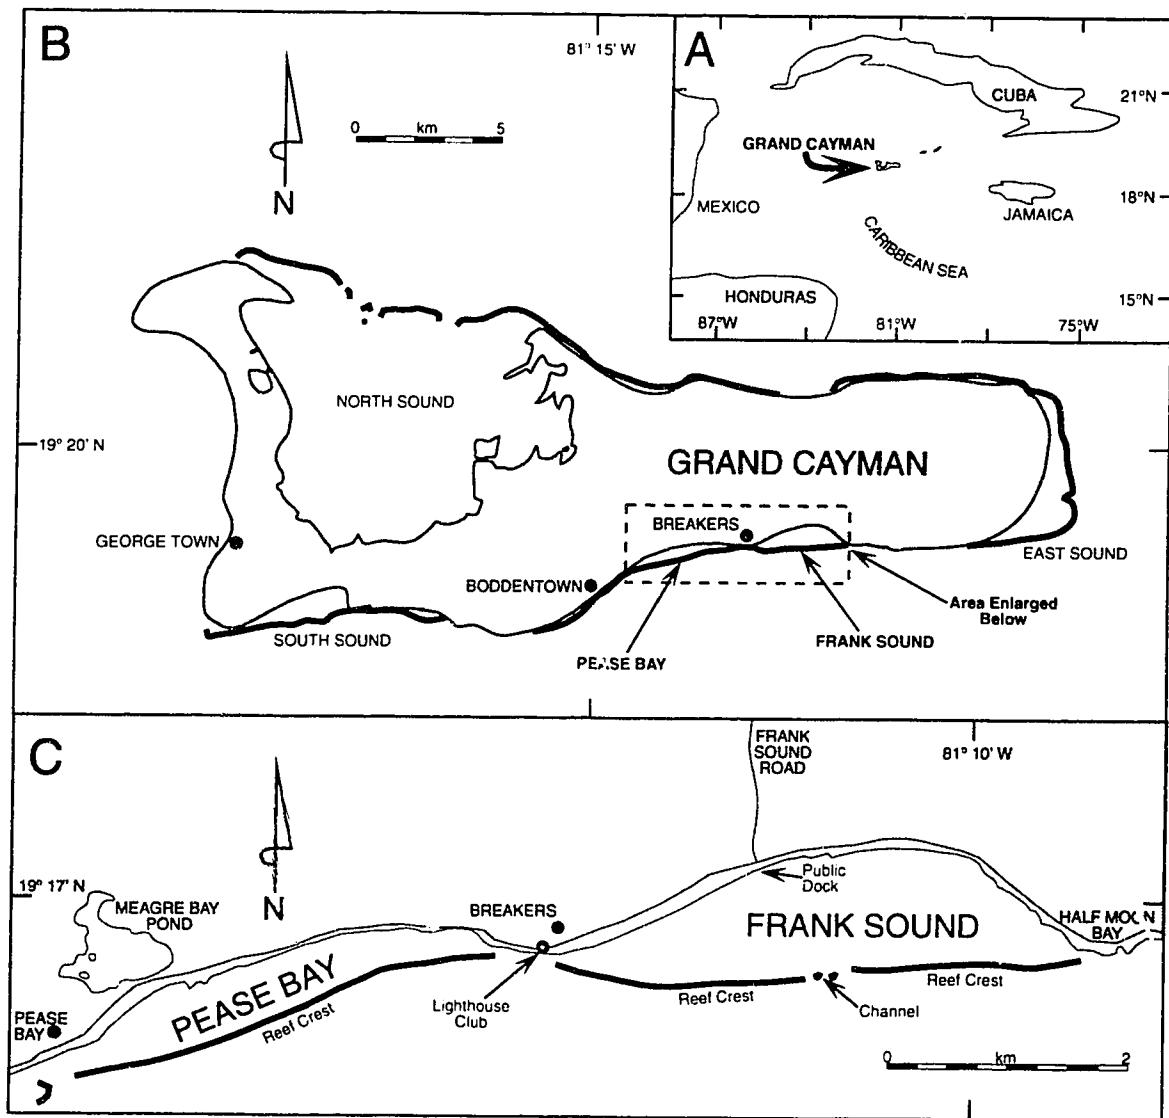 B
81° 15' W
0 km 5
N
A
CUBA
21°N
GRAND CAYMAN
MEXICO
18°N
JAMAICA
CARIBBEAN SEA
HONDURAS
15°N
87°W
81°W
75°W
NORTH SOUND
19° 20' N
GRAND CAYMAN
BREAKERS
GEORGE TOWN
EAST SOUND
BODDENTOWN
Area Enlarged
Below
SOUTH SOUND
FRANK SOUND
PEASE BAY
C
FRANK
SOUND
ROAD
81° 10' W
N
19° 17' N
MEAGRE BAY
POND
BREAKERS
Public
Dock
FRANK SOUND
HALF MOON
BAY
PEASE BAY
Reef Crest
Lighthouse
Club
Reef Crest
Reef Crest
Channel
PEASE
BAY
0 km 2